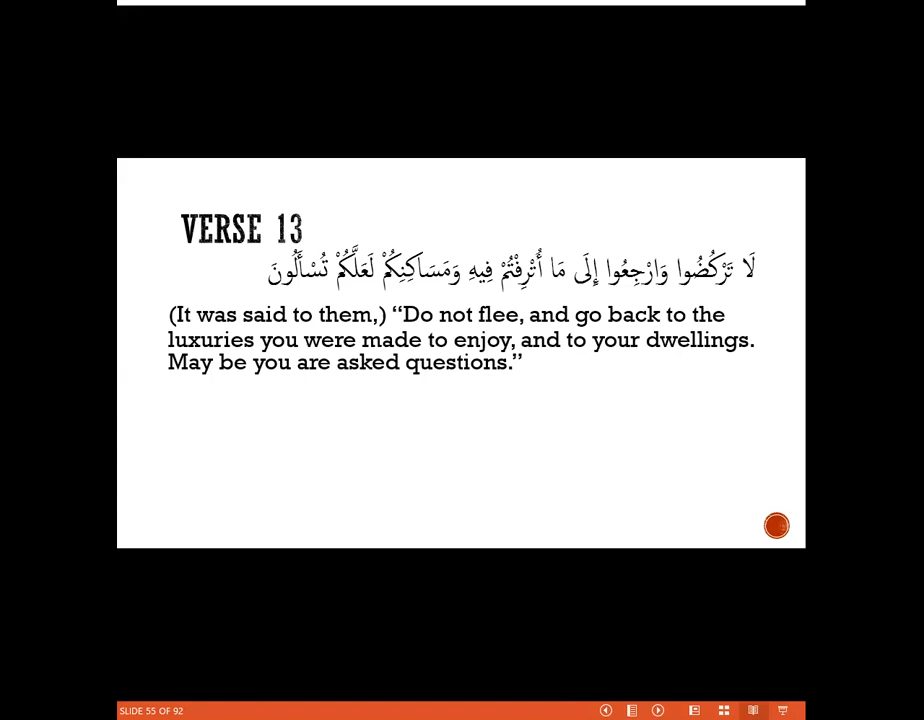 VERSE 13
لَا تَرْكُضُوا وَارْجِعُوا إِلَى مَا أُتْرِفْتُمْ فِيهِ وَمَسَاكِنِكُمْ لَعَلَّكُمْ تُسْأَلُونَ
(It was said to them,) “Do not flee, and go back to the
luxuries you were made to enjoy, and to your dwellings.
May be you are asked questions.”
SLIDE 55 OF 92